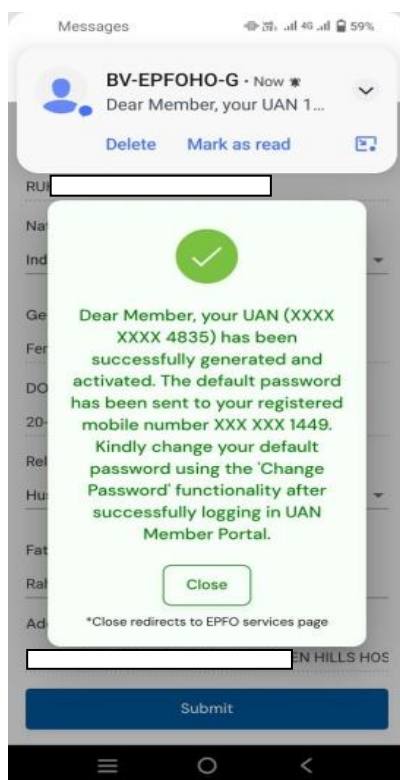 Messages
4G
59%
BV-EPFOHO-G · Now
Dear Member, your UAN 1...
Delete Mark as read
RU
Na
Ind
Ge
Fer
DO
20-
Rel
Hu
Fat
Ral
Ad
Dear Member, your UAN (XXXX
XXXX 4835) has been
successfully generated and
activated. The default password
has been sent to your registered
mobile number XXX XXX 1449.
Kindly change your default
password using the 'Change
Password' functionality after
successfully logging in UAN
Member Portal.
Close
*Close redirects to EPFO services page
EN HILLS HOS
Submit